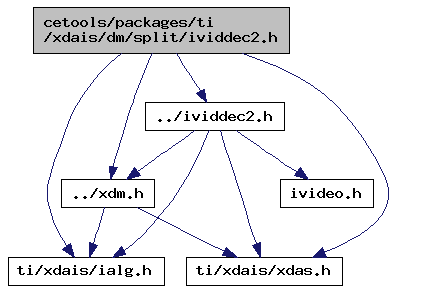 cetools/packages/ti
/xdais/dm/split/ividdec2.h
../ividdec2.h
../xdm.h
ivideo.h
ti/xdais/ialg.h
ti/xdais/xdas.h